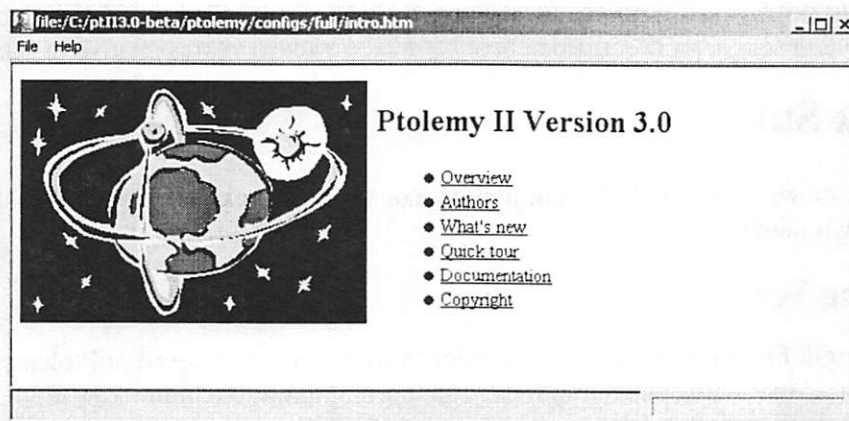 file:/C:/ptII3.0-beta/ptolemy/configs/full/intro.htm
File Help
Ptolemy II Version 3.0
Overview
Authors
What's new
Quick tour
Documentation
Copyright